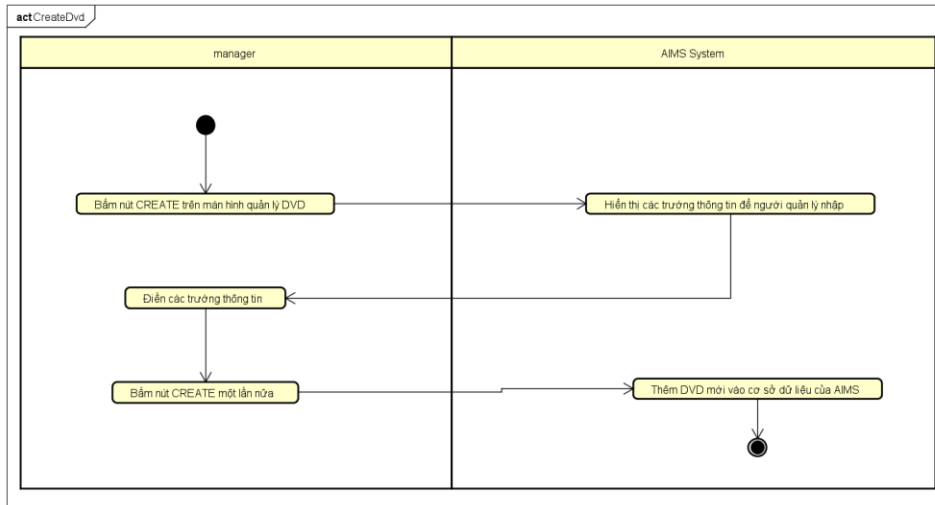 act CreateDvd
manager
AIMS System
Bấm nút CREATE trên màn hình quản lý DVD
Hiển thị các trường thông tin để người quản lý nhập
Điền các trường thông tin
Bấm nút CREATE một lần nữa
Thêm DVD mới vào cơ sở dữ liệu của AIMS